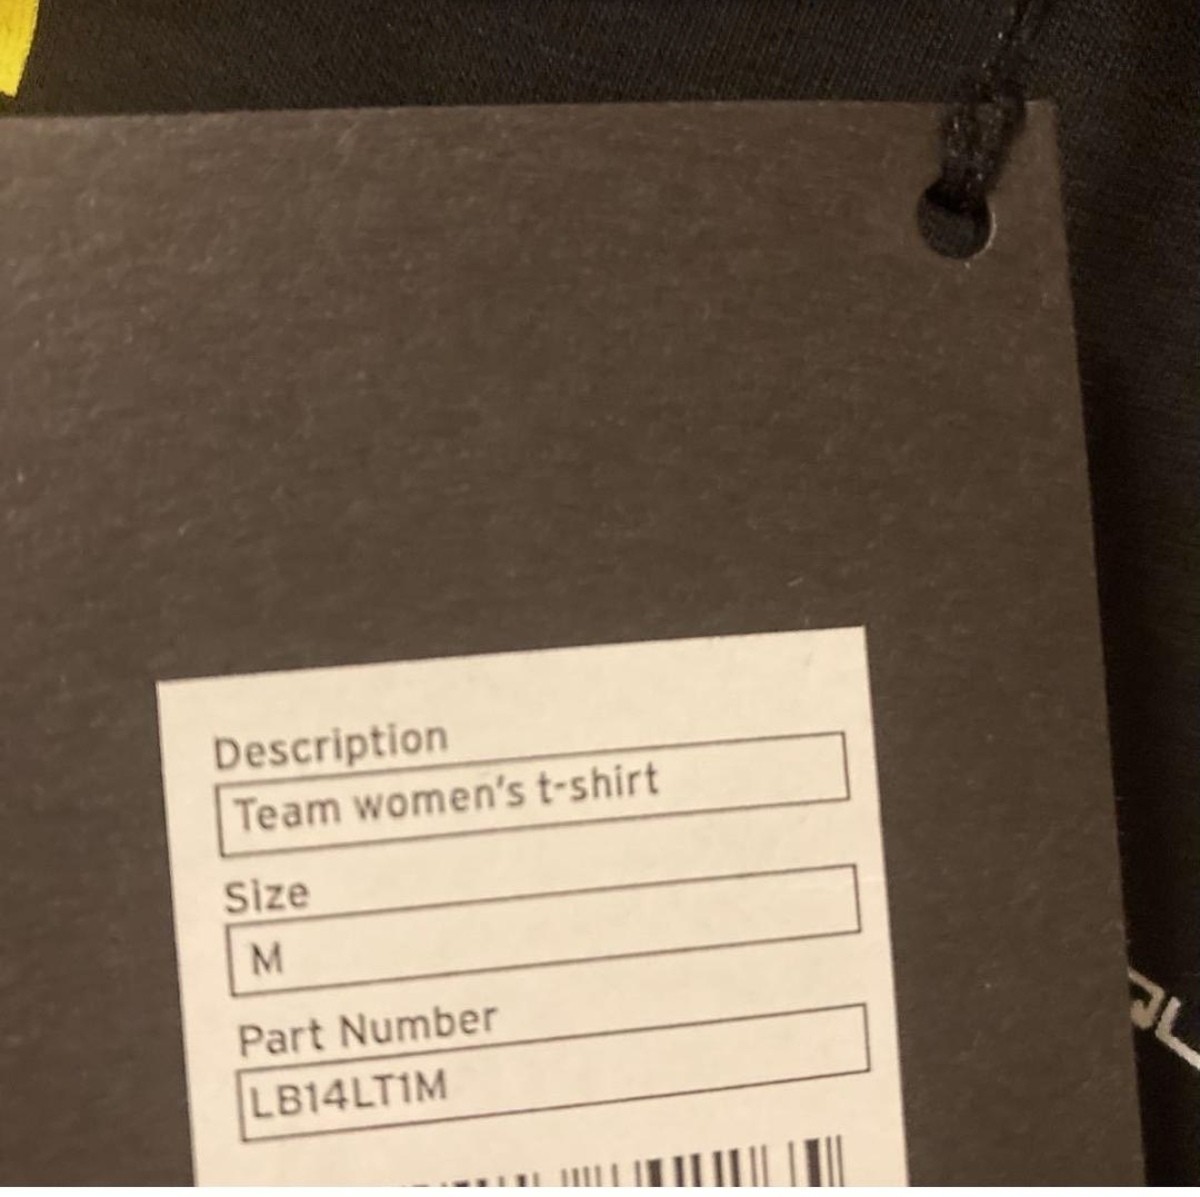 Description
Team women's t-shirt
Size
M
Part Number
LB14LT1M